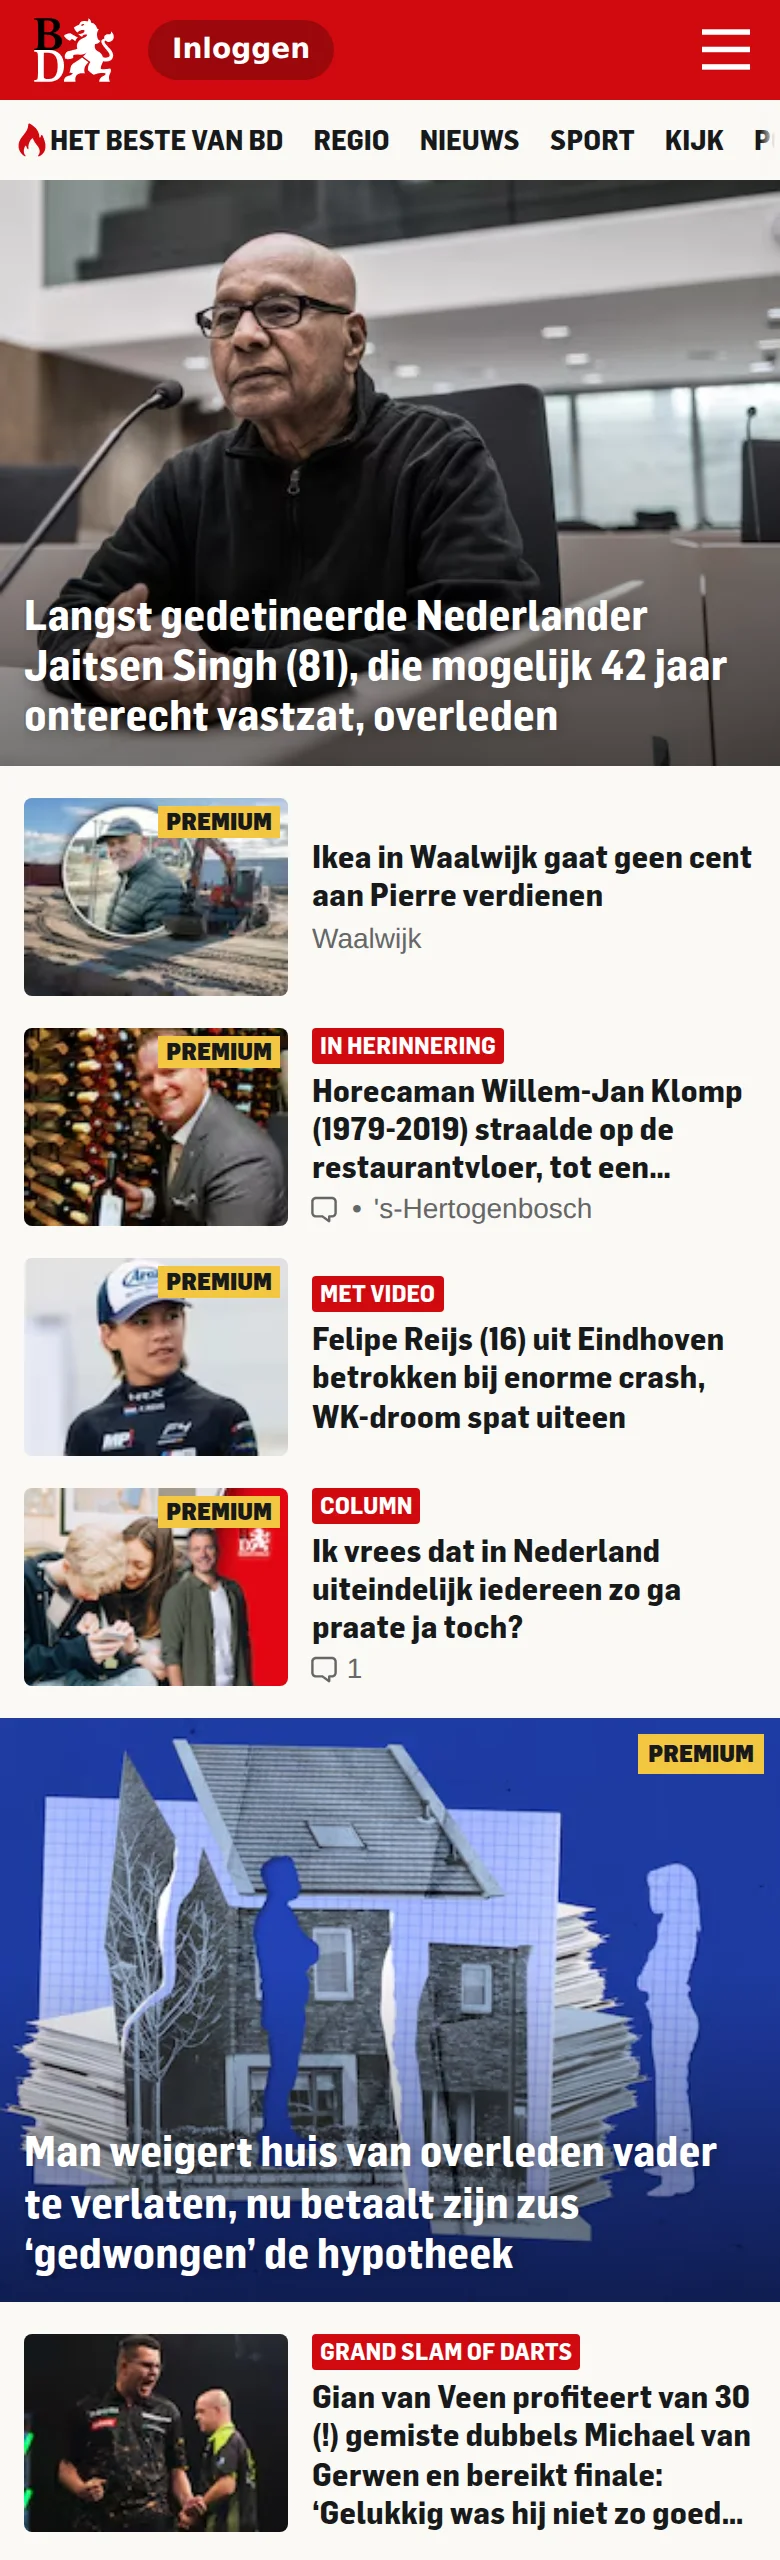 BD
Inloggen
HET BESTE VAN BD REGIO NIEUWS SPORT KIJK
Langst gedetineerde Nederlander
Jaitsen Singh (81), die mogelijk 42 jaar
onterecht vastzat, overleden
PREMIUM
Ikea in Waalwijk gaat geen cent
aan Pierre verdienen
Waalwijk
PREMIUM
IN HERINNERING
Horecaman Willem-Jan Klomp
(1979-2019) straalde op de
restaurantvloer, tot een...
• 's-Hertogenbosch
PREMIUM
MET VIDEO
Felipe Reijs (16) uit Eindhoven
betrokken bij enorme crash,
WK-droom spat uiteen
PREMIUM
COLUMN
Ik vrees dat in Nederland
uiteindelijk iedereen zo ga
praate ja toch?
1
PREMIUM
Man weigert huis van overleden vader
te verlaten, nu betaalt zijn zus
‘gedwongen’ de hypotheek
GRAND SLAM OF DARTS
Gian van Veen profiteert van 30
(!) gemiste dubbels Michael van
Gerwen en bereikt finale:
‘Gelukkig was hij niet zo goed...